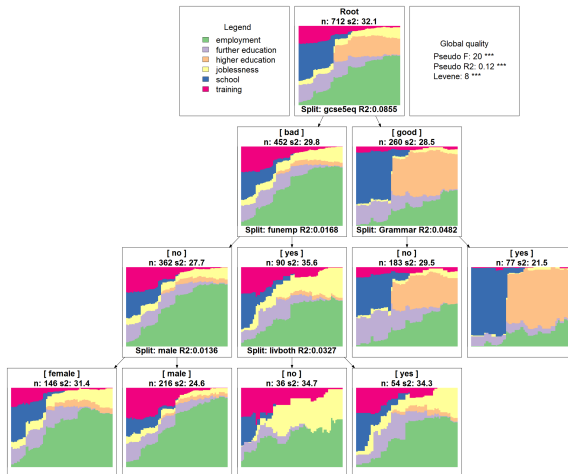 Root
n: 712 s2: 32.1
Split: gcse5eq R2:0.0855
Legend
employment
further education
higher education
joblessness
school
training
Global quality
Pseudo F: 20 ***
Pseudo R2: 0.12 ***
Levene: 8 ***
[ bad ]
n: 452 s2: 29.8
Split: funemp R2:0.0168
[ good ]
n: 260 s2: 28.5
Split: Grammar R2:0.0482
[ no ]
n: 362 s2: 27.7
Split: male R2:0.0136
[ yes ]
n: 90 s2: 35.6
Split: livboth R2:0.0327
[ no ]
n: 183 s2: 29.5
[ yes ]
n: 77 s2: 21.5
[ female ]
n: 146 s2: 31.4
[ male ]
n: 216 s2: 24.6
[ no ]
n: 36 s2: 34.7
[ yes ]
n: 54 s2: 34.3